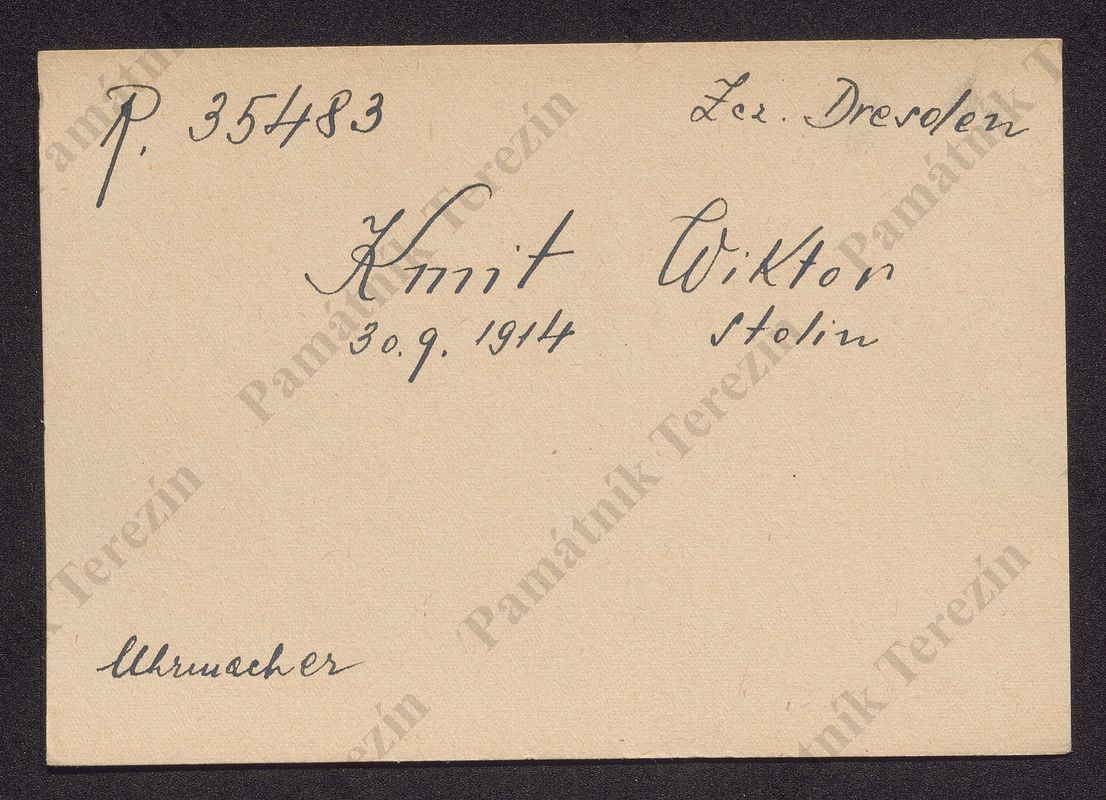 P. 35483 Zcz. Dresden
Kmit Wiktor
30.9. 1914 Stolin
Uhrmacher
Památník Terezín